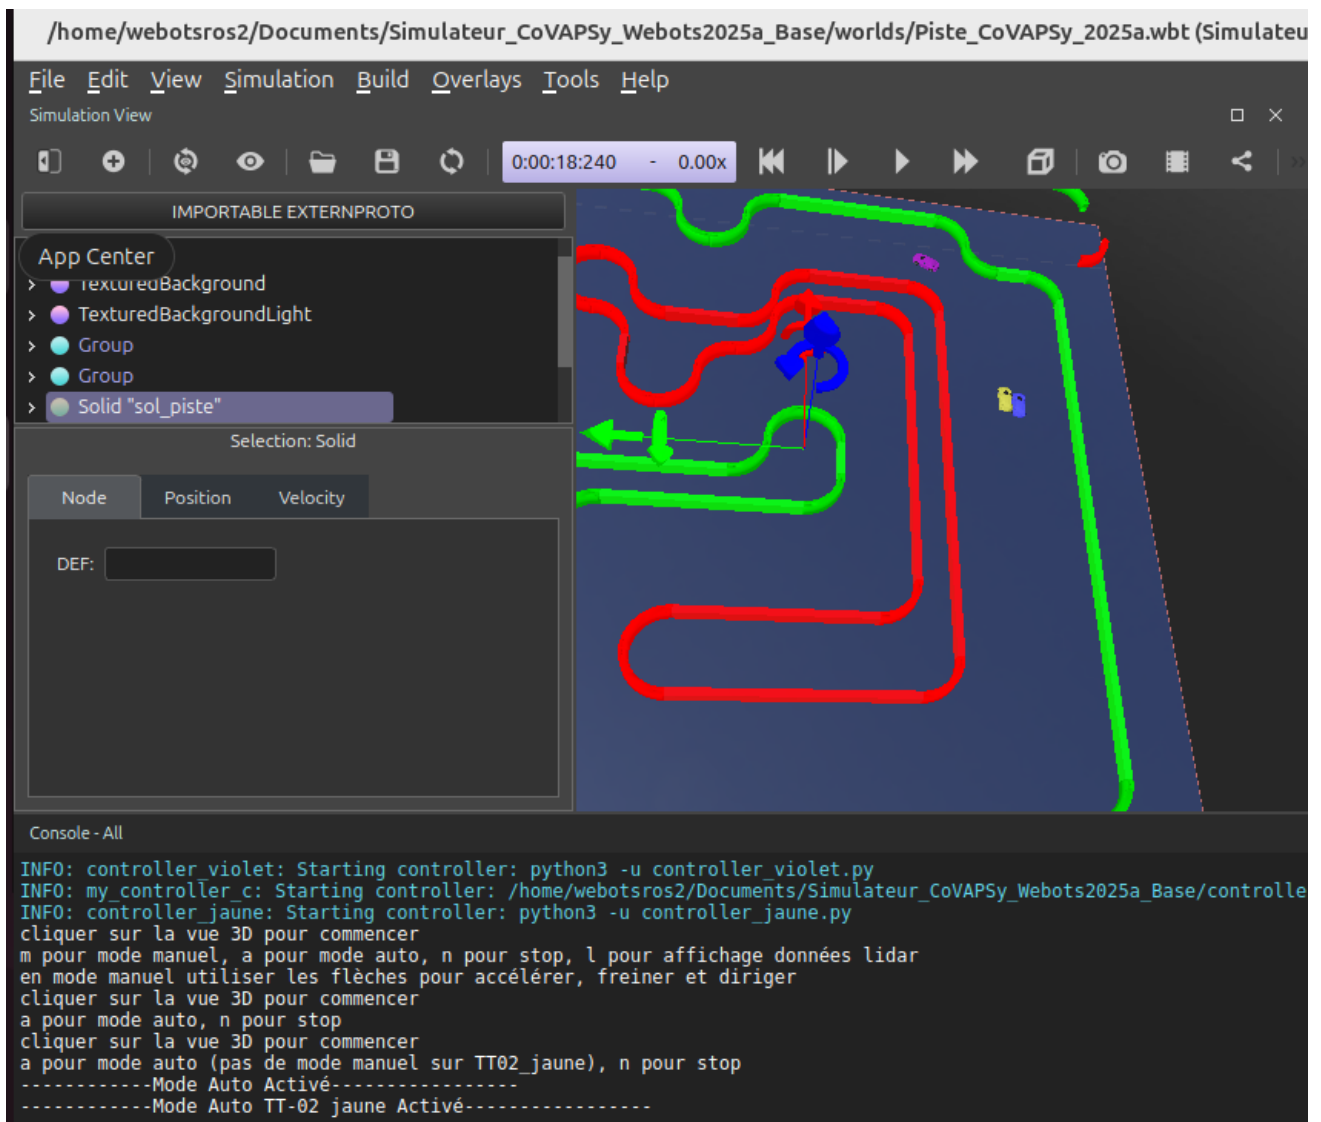 /home/webotsros2/Documents/Simulateur_CoVAPSy_Webots2025a_Base/worlds/Piste_CoVAPSy_2025a.wbt (Simulateu
File Edit View Simulation Build Overlays Tools Help
Simulation View
0:00:18:240 - 0.00x
IMPORTABLE EXTERNPROTO
App Center
TexturedBackground
TexturedBackgroundLight
Group
Group
Solid "sol_piste"
Selection: Solid
Node Position Velocity
DEF:
Console - All
INFO: controller_violet: Starting controller: python3 -u controller_violet.py
INFO: my_controller_c: Starting controller: /home/webotsros2/Documents/Simulateur_CoVAPSy_Webots2025a_Base/controlle
INFO: controller_jaune: Starting controller: python3 -u controller_jaune.py
cliquer sur la vue 3D pour commencer
m pour mode manuel, a pour mode auto, n pour stop, l pour affichage données lidar
en mode manuel utiliser les flèches pour accélérer, freiner et diriger
cliquer sur la vue 3D pour commencer
a pour mode auto, n pour stop
cliquer sur la vue 3D pour commencer
a pour mode auto (pas de mode manuel sur TT02_jaune), n pour stop
------------Mode Auto Activé-----------------
------------Mode Auto TT-02 jaune Activé-----------------